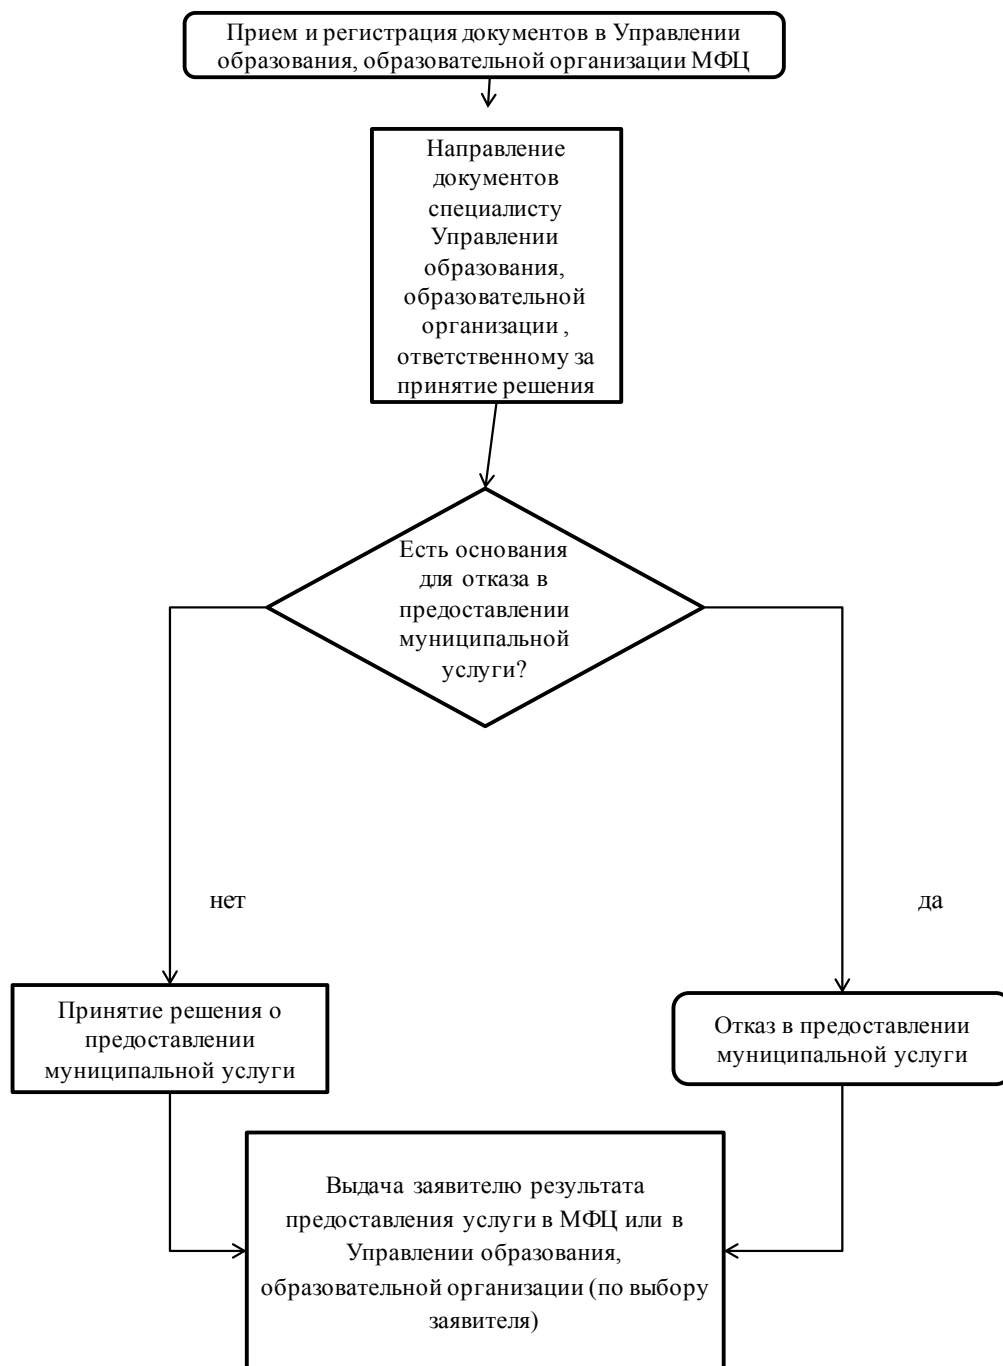 Прием и регистрация документов в Управлении
образования, образовательной организации МФЦ
Направление
документов
специалисту
Управлении
образования,
образовательной
организации ,
ответственному за
принятие решения
Есть основания
для отказа в
предоставлении
муниципальной
услуги?
нет
да
Принятие решения о
предоставлении
муниципальной услуги
Отказ в предоставлении
муниципальной услуги
Выдача заявителю результата
предоставления услуги в МФЦ или в
Управлении образования,
образовательной организации (по выбору
заявителя)